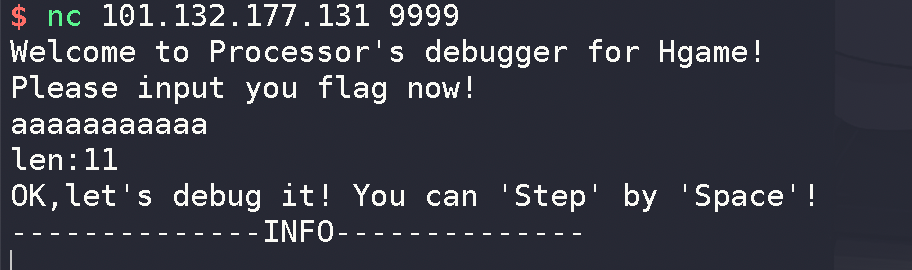 $ nc 101.132.177.131 9999
Welcome to Processor's debugger for Hgame!
Please input you flag now!
aaaaaaaaaaa
len:11
OK,let's debug it! You can 'Step' by 'Space'!
--------------INFO--------------